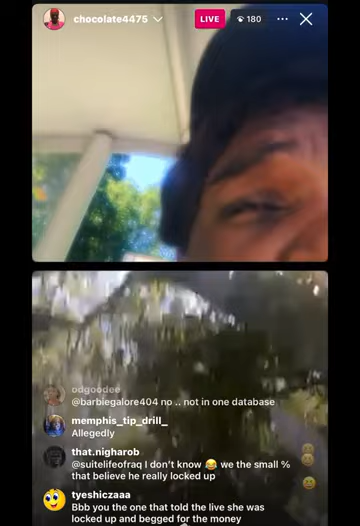 chocolate4475
LIVE
180
odgoodee
@barbiegalore404 no .. not in one database
memphis_tip_drill_
Allegedly
that.nigharob
@suitelifeofraq I don't know 😂 we the small %
that believe he really locked up
tyeshiczaaa
Bbb you the one that told the live she was
locked up and begged for the money